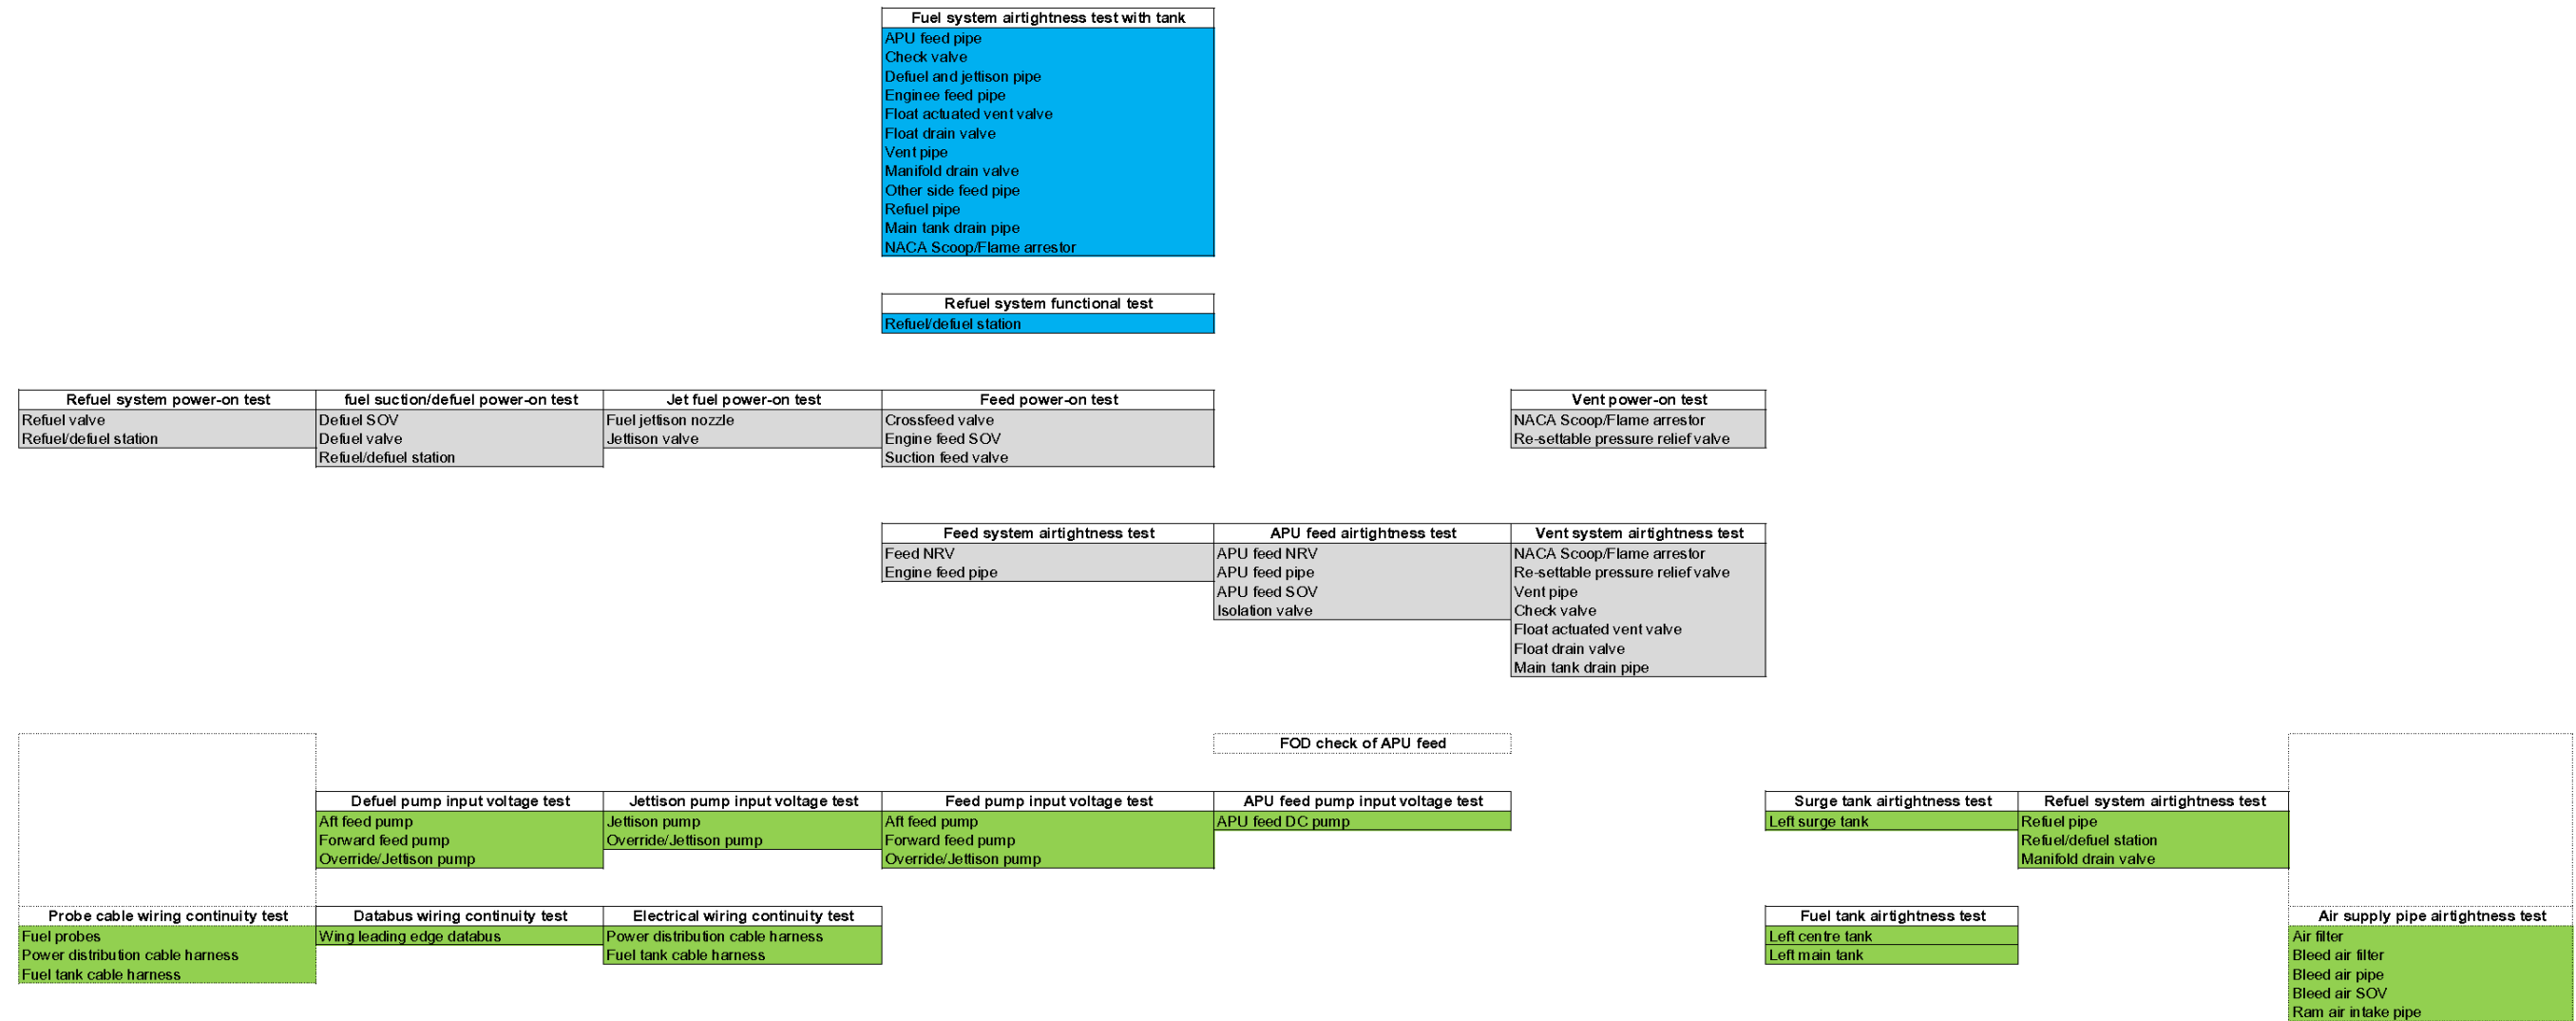 Fuel system airtightness test with tank
APU feed pipe
Check valve
Defuel and jettison pipe
Enginee feed pipe
Float actuated vent valve
Float drain valve
Vent pipe
Manifold drain valve
Other side feed pipe
Refuel pipe
Main tank drain pipe
NACA Scoop/Flame arrestor
Refuel system functional test
Refuel/defuel station
Refuel system power-on test
Refuel valve
Refuel/defuel station
fuel suction/defuel power-on test
Defuel SOV
Defuel valve
Refuel/defuel station
Jet fuel power-on test
Fuel jettison nozzle
Jettison valve
Feed power-on test
Crossfeed valve
Engine feed SOV
Suction feed valve
Vent power-on test
NACA Scoop/Flame arrestor
Re-settable pressure relief valve
Feed system airtightness test
Feed NRV
Engine feed pipe
APU feed airtightness test
APU feed NRV
APU feed pipe
APU feed SOV
Isolation valve
Vent system airtightness test
NACA Scoop/Flame arrestor
Re-settable pressure relief valve
Vent pipe
Check valve
Float actuated vent valve
Float drain valve
Main tank drain pipe
FOD check of APU feed
Defuel pump input voltage test
Aft feed pump
Forward feed pump
Override/Jettison pump
Jettison pump input voltage test
Jettison pump
Override/Jettison pump
Feed pump input voltage test
Aft feed pump
Forward feed pump
Override/Jettison pump
APU feed pump input voltage test
APU feed DC pump
Surge tank airtightness test
Left surge tank
Refuel system airtightness test
Refuel pipe
Refuel/defuel station
Manifold drain valve
Probe cable wiring continuity test
Fuel probes
Power distribution cable harness
Fuel tank cable harness
Databus wiring continuity test
Wing leading edge databus
Electrical wiring continuity test
Power distribution cable harness
Fuel tank cable harness
Fuel tank airtightness test
Left centre tank
Left main tank
Air supply pipe airtightness test
Air filter
Bleed air filter
Bleed air pipe
Bleed air SOV
Ram air intake pipe